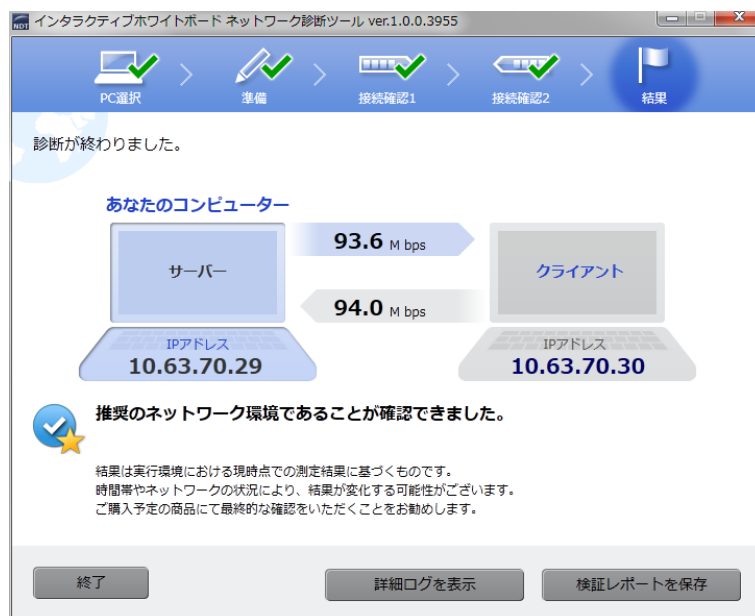 NDT インタラクティブホワイトボード ネットワーク診断ツール ver.1.0.0.3955
PC選択
準備
接続確認1
接続確認2
結果
診断が終わりました。
あなたのコンピューター
サーバー
93.6 M bps
クライアント
94.0 M bps
IPアドレス
10.63.70.29
IPアドレス
10.63.70.30
推奨のネットワーク環境であることが確認できました。
結果は実行環境における現時点での測定結果に基づくものです。
時間帯やネットワークの状況により、結果が変化する可能性がございます。
ご購入予定の商品にて最終的な確認をいただくことをお勧めします。
終了
詳細ログを表示
検証レポートを保存